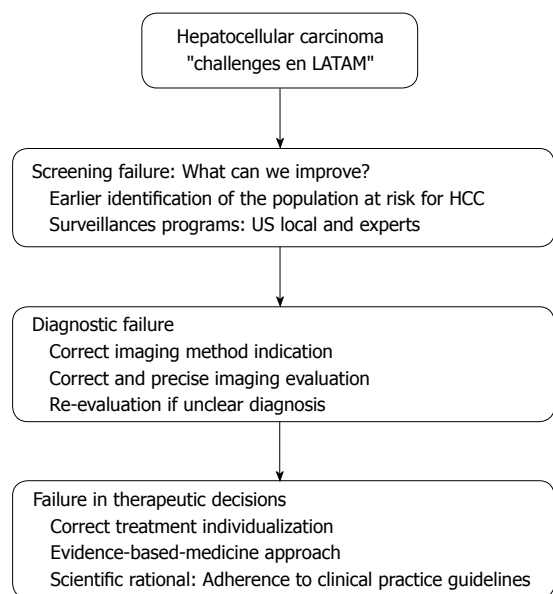 Hepatocellular carcinoma
"challenges en LATAM"
Screening failure: What can we improve?
Earlier identification of the population at risk for HCC
Surveillances programs: US local and experts
Diagnostic failure
Correct imaging method indication
Correct and precise imaging evaluation
Re-evaluation if unclear diagnosis
Failure in therapeutic decisions
Correct treatment individualization
Evidence-based-medicine approach
Scientific rational: Adherence to clinical practice guidelines